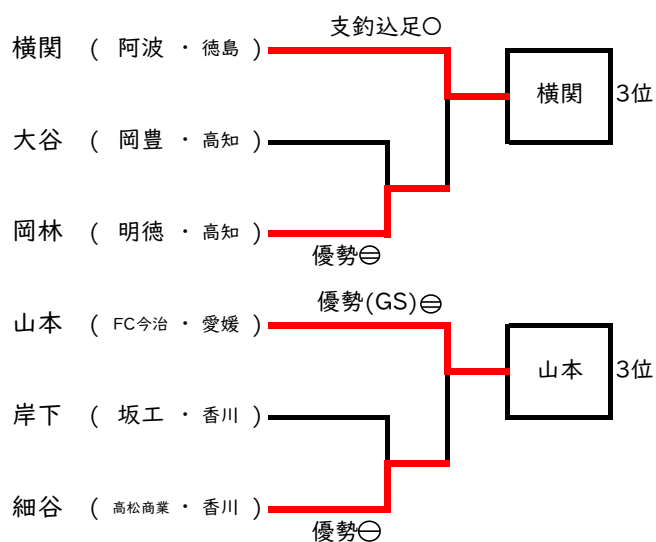 支釣込足○
横関 ( 阿波 ・ 徳島 )
横関 3位
大谷 ( 岡豊 ・ 高知 )
岡林 ( 明徳 ・ 高知 )
優勢㊁
優勢(GS)㊁
山本 ( FC今治 ・ 愛媛 )
山本 3位
岸下 ( 坂工 ・ 香川 )
細谷 ( 高松商業 ・ 香川 )
優勢㊀